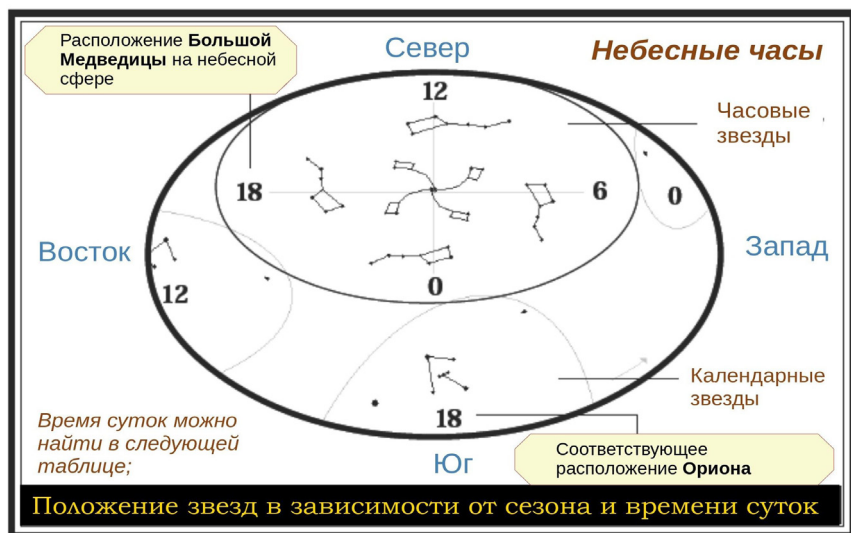 Расположение Большой
Медведицы на небесной
сфере
Север
Небесные часы
12
Часовые
звезды
18
6
0
Восток
Запад
12
0
Календарные
звезды
18
Время суток можно
найти в следующей
таблице;
Юг
Соответствующее
расположение Ориона
Положение звезд в зависимости от сезона и времени суток